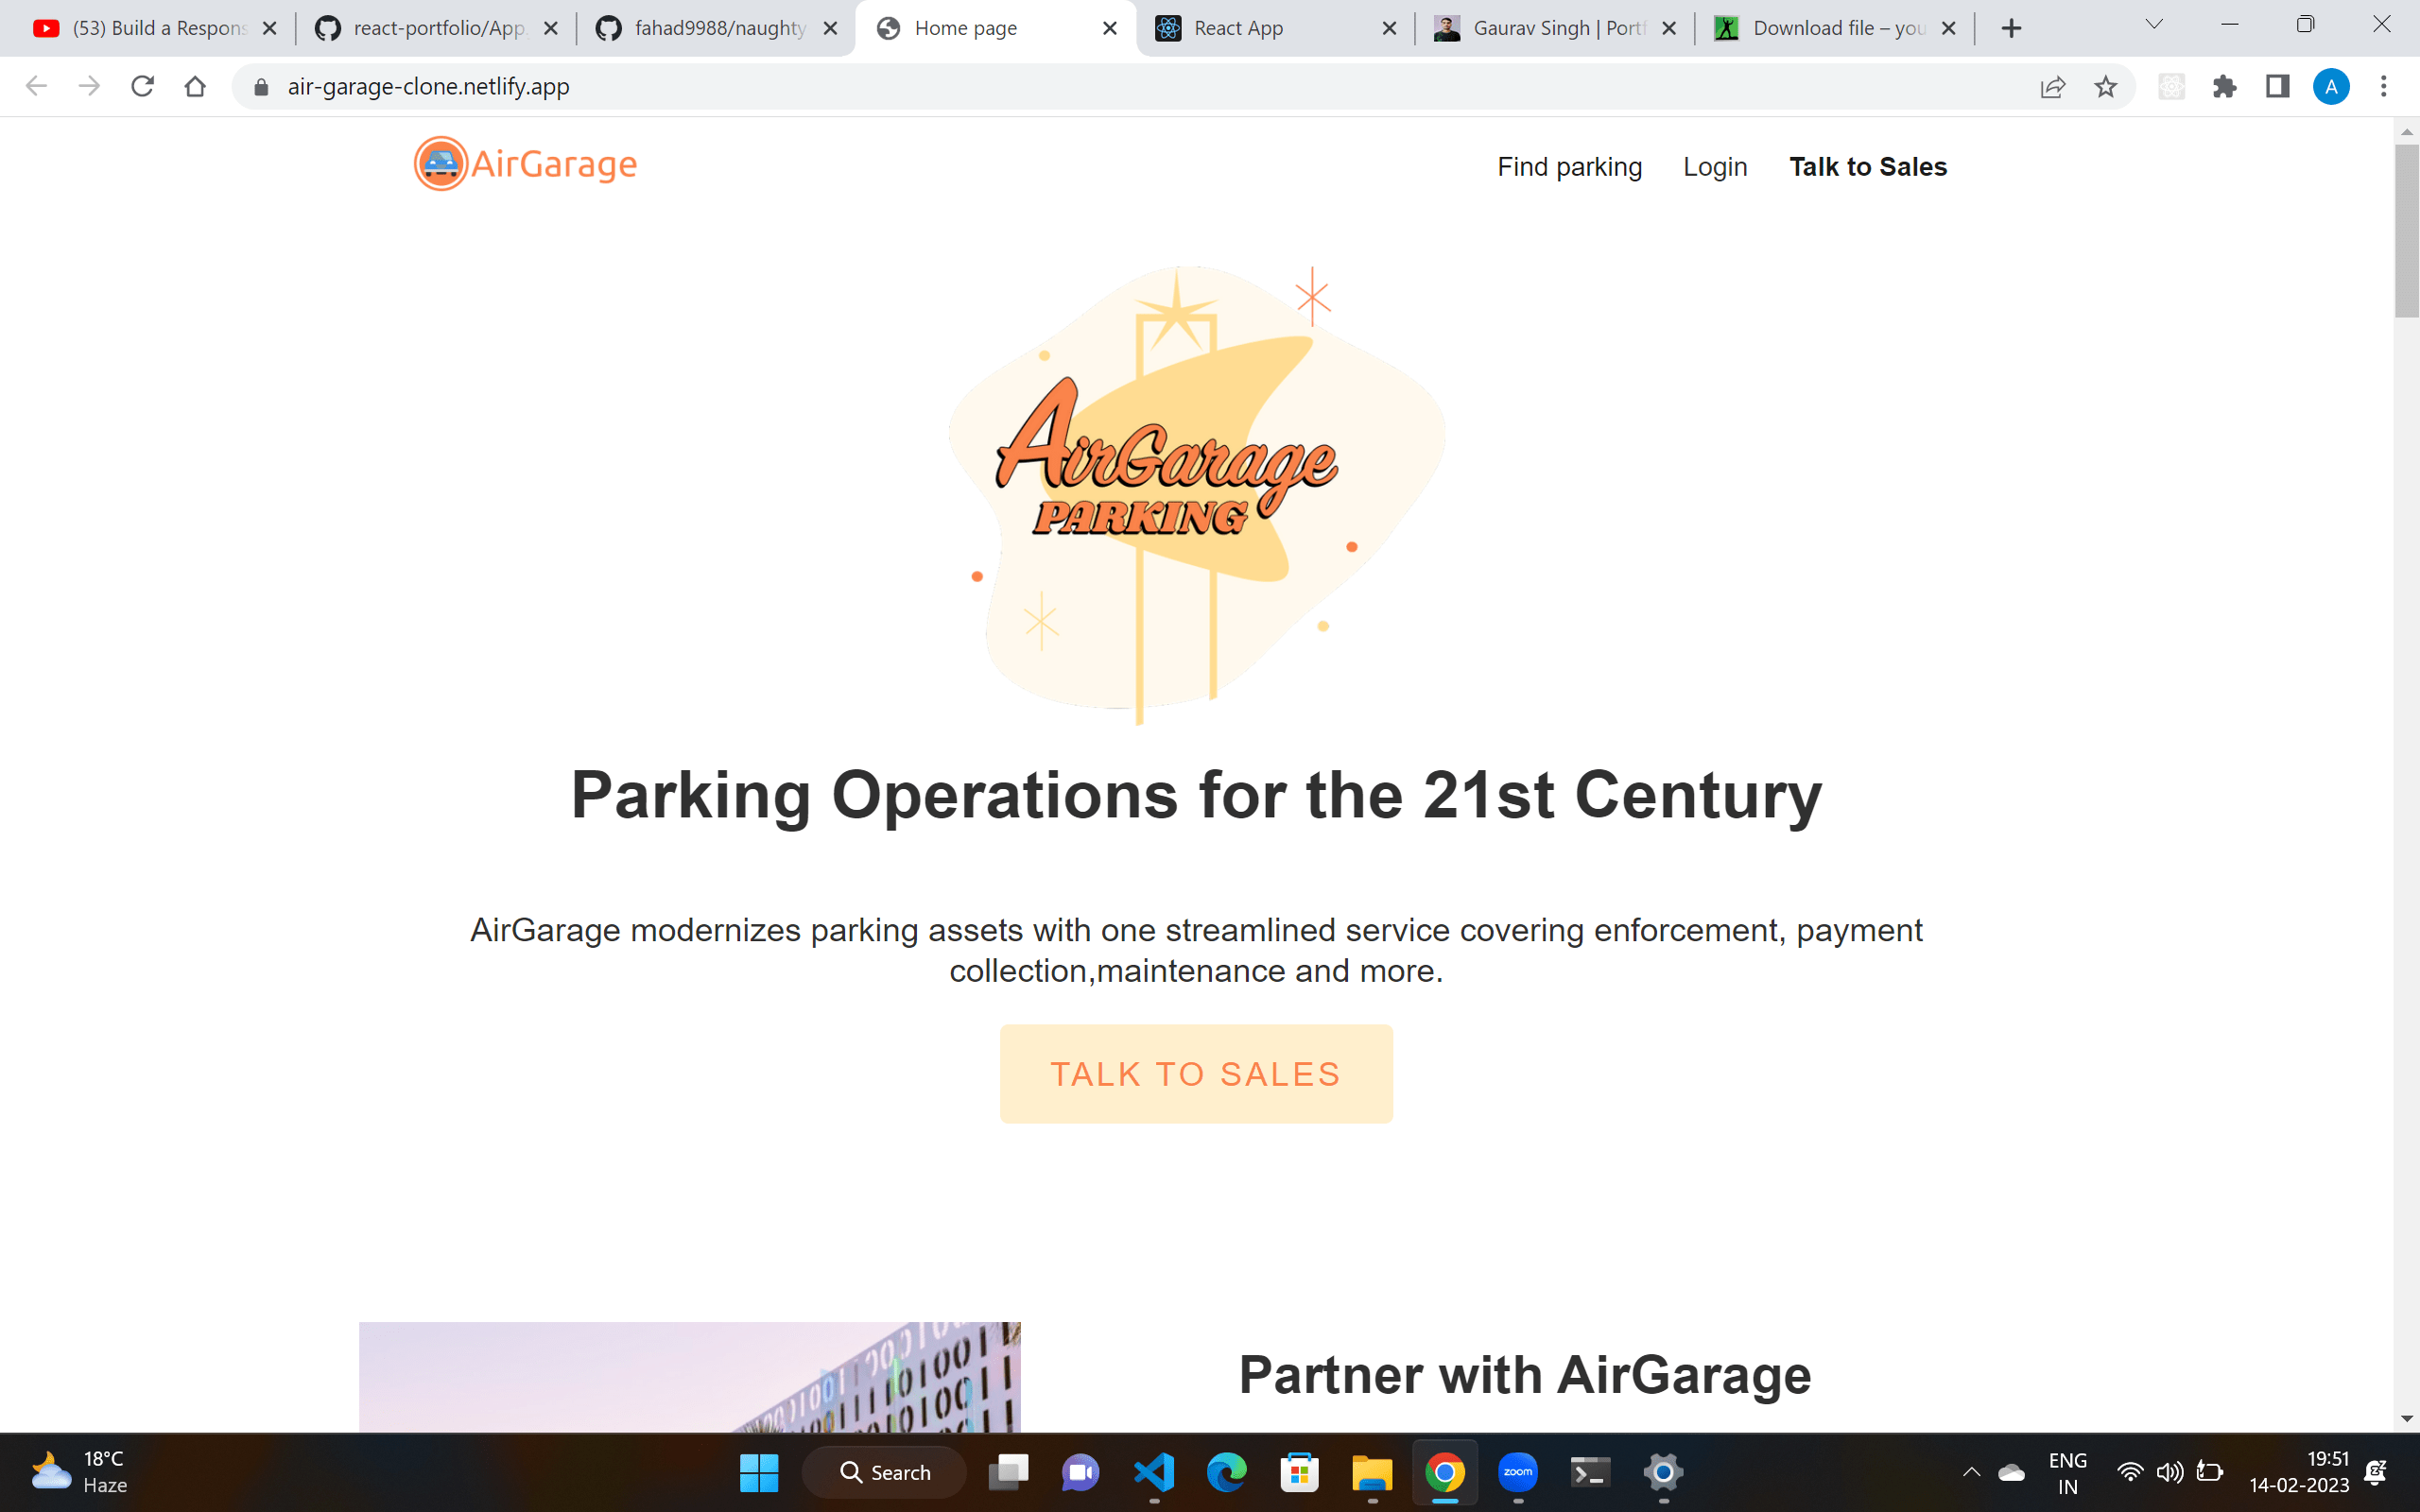 (53) Build a Respons
react-portfolio/App.
fahad9988/naughty
Home page
React App
Gaurav Singh | Portf
Download file – you
air-garage-clone.netlify.app
A
AirGarage
Find parking
Login
Talk to Sales
AirGarage
PARKING
Parking Operations for the 21st Century
AirGarage modernizes parking assets with one streamlined service covering enforcement, payment
collection,maintenance and more.
TALK TO SALES
Partner with AirGarage
18°C
Haze
Search
zoom
ENG
IN
19:51
14-02-2023